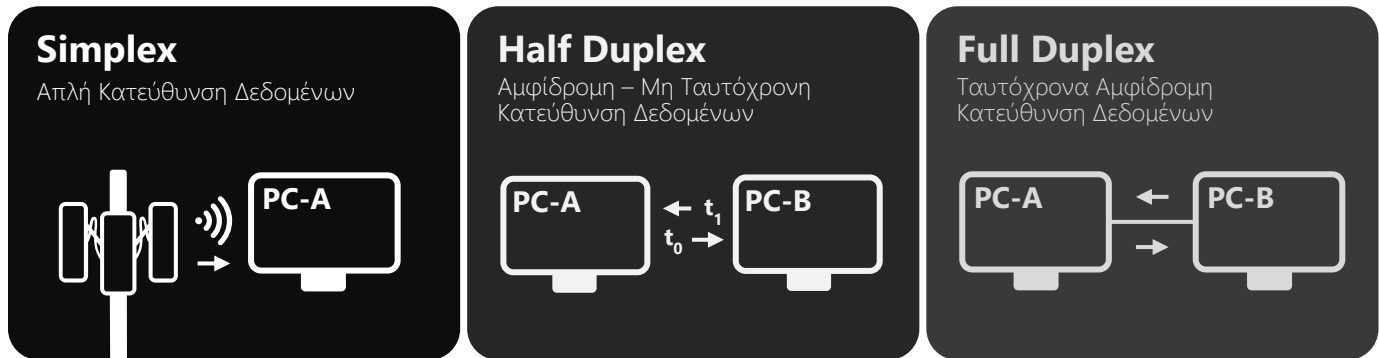 Simplex
Απλή Κατεύθυνση Δεδομένων
PC-A
Half Duplex
Αμφίδρομη – Μη Ταυτόχρονη
Κατεύθυνση Δεδομένων
PC-A
t₁
t₀
PC-B
Full Duplex
Ταυτόχρονα Αμφίδρομη
Κατεύθυνση Δεδομένων
PC-A
PC-B